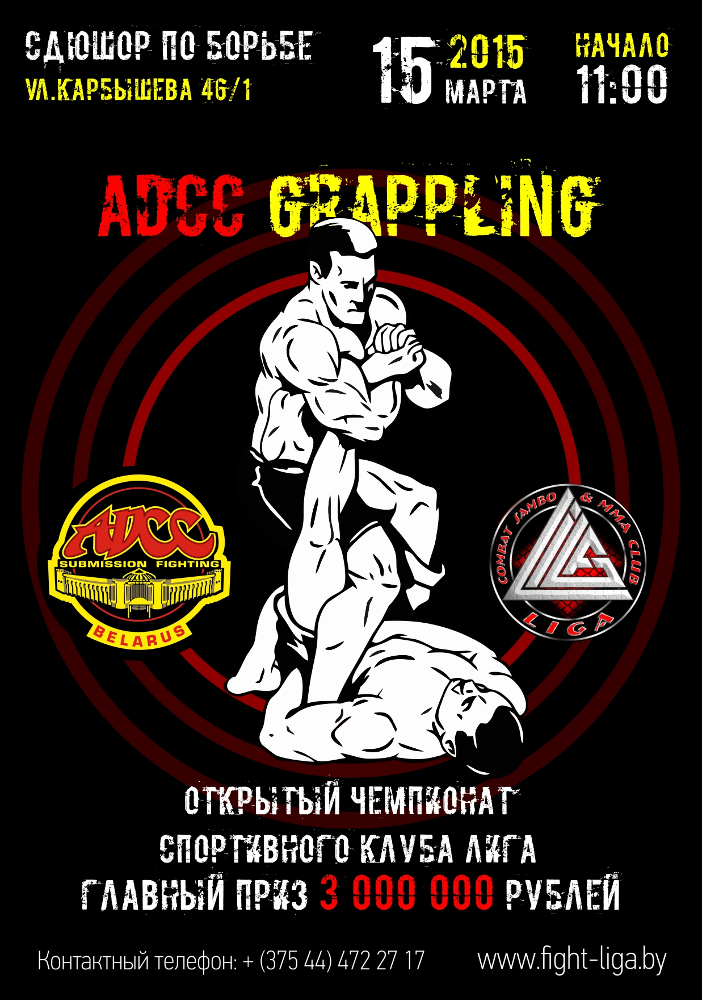 СДЮШОР ПО БОРЬБЕ
УЛ.КАРБЫШЕВА 46/1
15 2015
МАРТА
НАЧАЛО
11:00
ADCC GRAPPLING
ADCC
SUBMISSION FIGHTING
BELARUS
COMBAT SAMBO & MMA CLUB
LIGA
ОТКРЫТЫЙ ЧЕМПИОНАТ
СПОРТИВНОГО КЛУБА ЛИГА
ГЛАВНЫЙ ПРИЗ 3 000 000 РУБЛЕЙ
Контактный телефон: + (375 44) 472 27 17
www.fight-liga.by